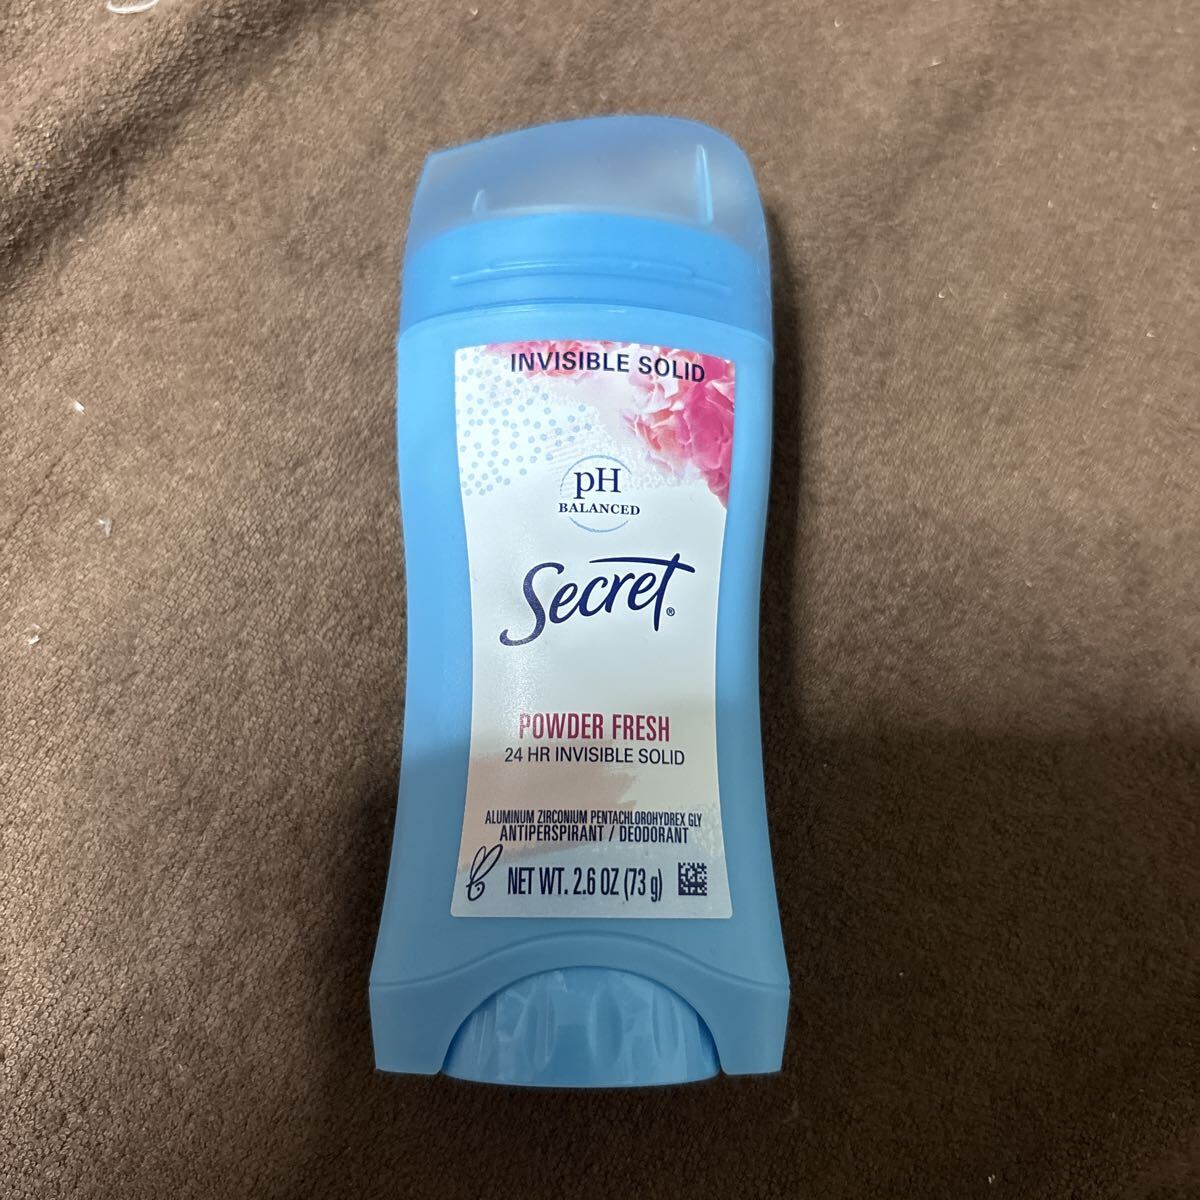 INVISIBLE SOLID
pH
BALANCED
Secret®
POWDER FRESH
24 HR INVISIBLE SOLID
ALUMINUM ZIRCONIUM PENTACHLOROHYDREX GLY
ANTIPERSPIRANT / DEODORANT
NET WT. 2.6 OZ (73 g)